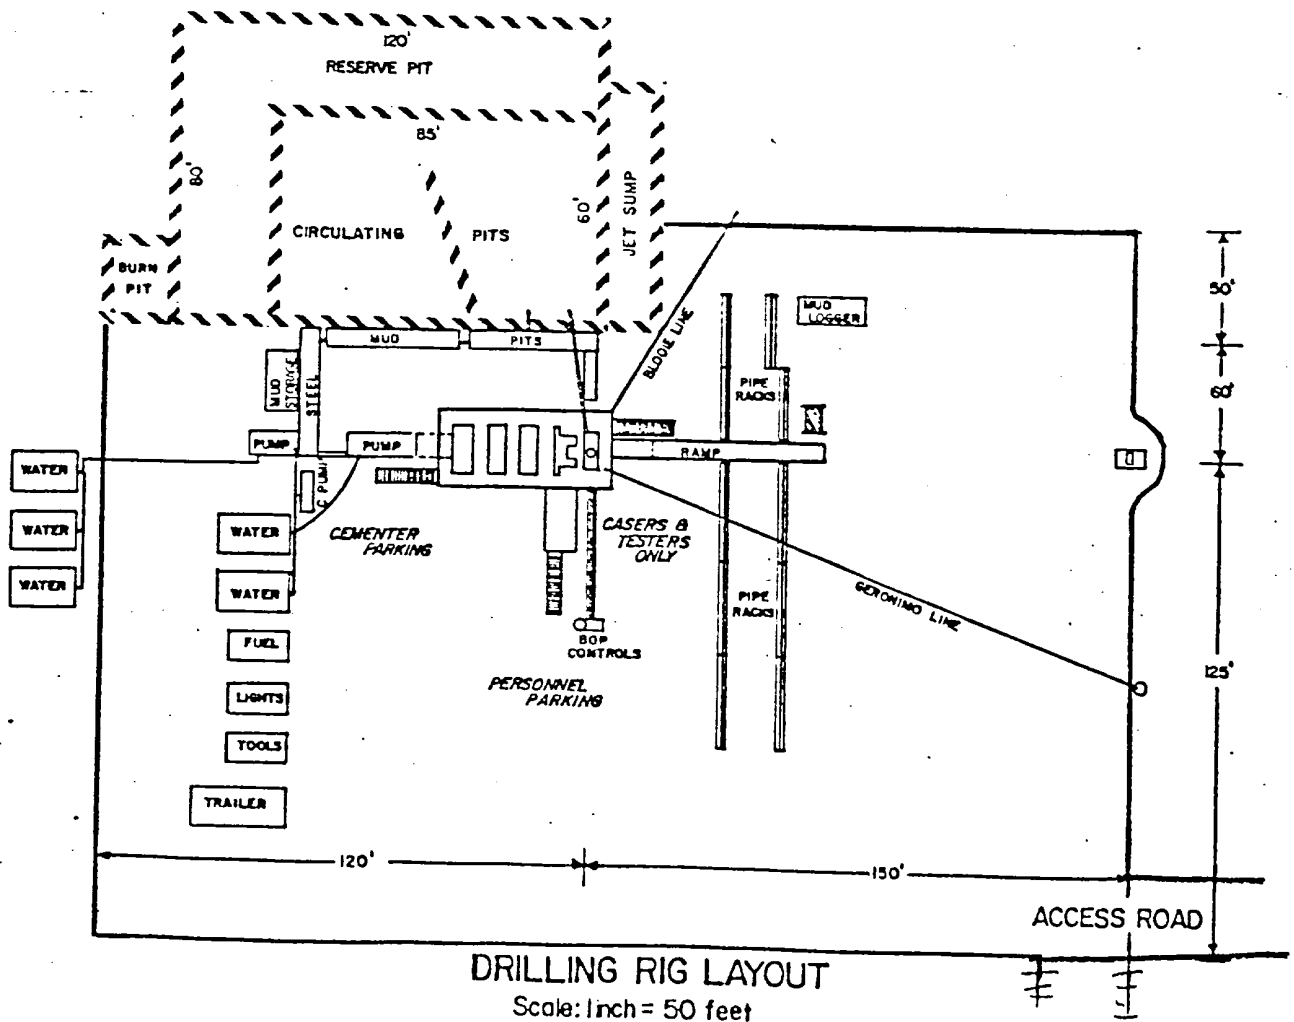 120'
RESERVE PIT
85'
80'
60'
JET SUMP
CIRCULATING PITS
BURN
PIT
50'
60'
125'
MUD
LOGGER
BLOOIE LINE
MUD PITS
MUD
STORAGE
STEEL
PIPE
RACKS
PUMP
PUMP
RAMP
WATER
WATER
WATER
C PUMP
WATER
WATER
CEMENTER
PARKING
CASERS &
TESTERS
ONLY
GERONIMO LINE
PIPE
RACKS
BOP
CONTROLS
FUEL
LIGHTS
TOOLS
TRAILER
PERSONNEL
PARKING
120'
150'
ACCESS ROAD
DRILLING RIG LAYOUT
Scale: 1 inch = 50 feet